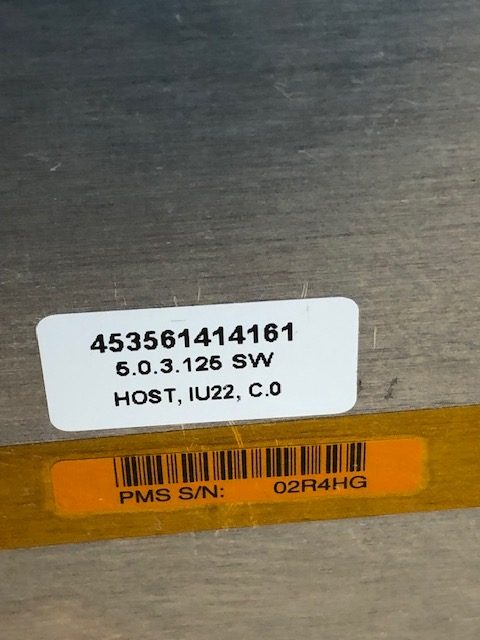 453561414161
5.0.3.125 SW
HOST, IU22, C.0
PMS S/N: 02R4HG